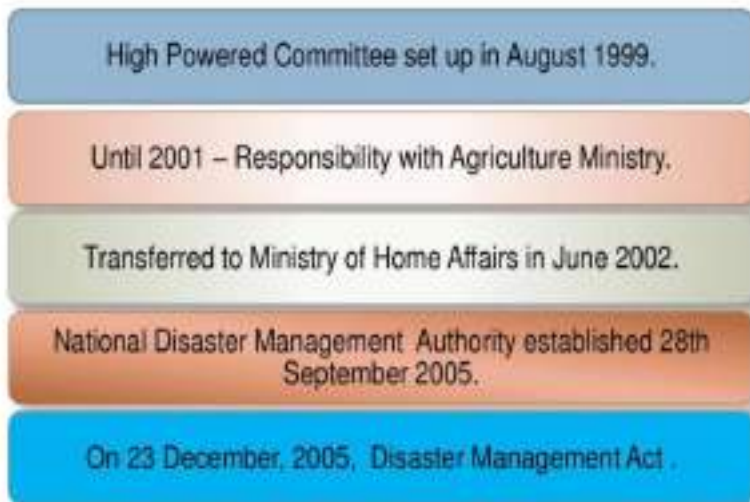 High Powered Committee set up in August 1999.
Until 2001 – Responsibility with Agriculture Ministry.
Transferred to Ministry of Home Affairs in June 2002.
National Disaster Management Authority established 28th
September 2005.
On 23 December, 2005, Disaster Management Act .